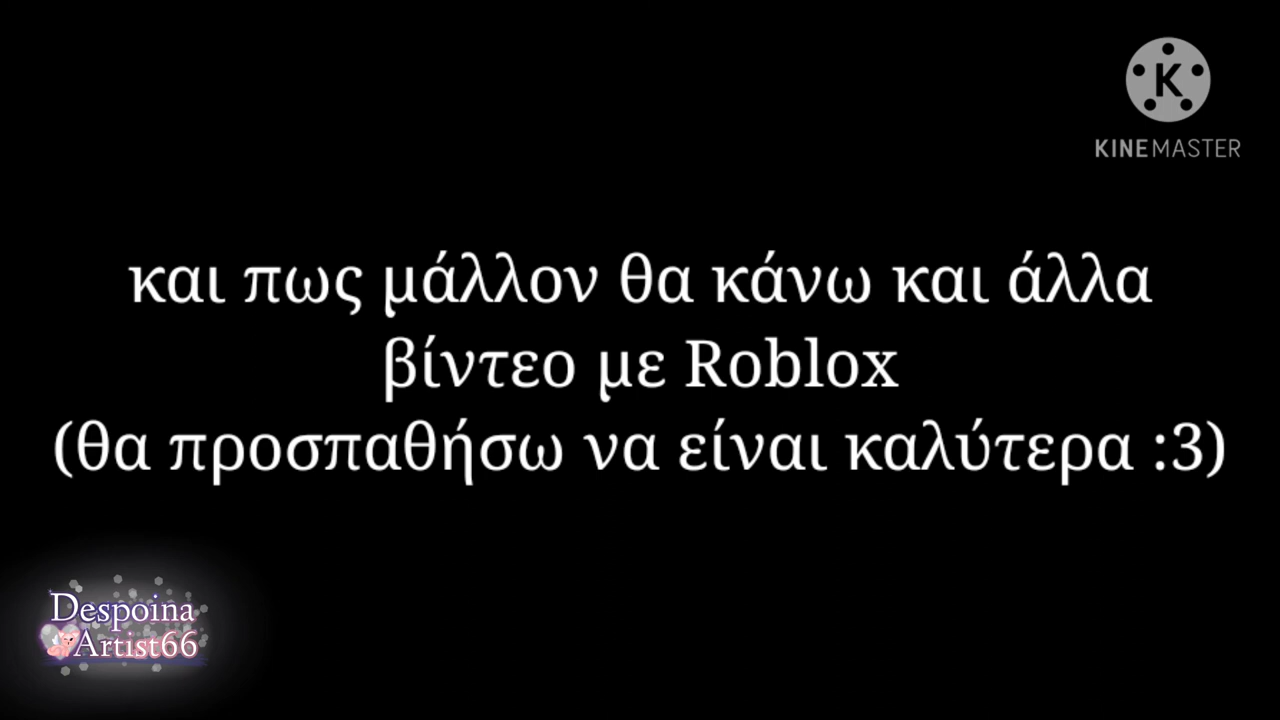 K
KINEMASTER
και πως μάλλον θα κάνω και άλλα
βίντεο με Roblox
(θα προσπαθήσω να είναι καλύτερα :3)
Despoina
Artist66